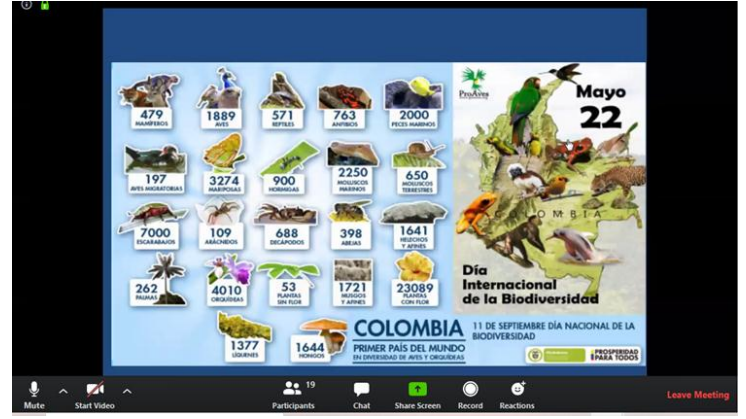 479
MAMÍFEROS
1889
AVES
571
REPTILES
763
ANFIBIOS
2000
PECES MARINOS
197
AVES MIGRATORIAS
3274
MARIPOSAS
900
HORMIGAS
2250
MOLUSCOS
MARINOS
650
MOLUSCOS
TERRESTRES
7000
ESCARABAJOS
109
ARÁCNIDOS
688
DECÁPODOS
398
ABEJAS
1641
HELECHOS
Y AFINES
262
PALMAS
4010
ORQUÍDEAS
53
PLANTAS
SIN FLOR
1721
MUSGOS
Y AFINES
23089
PLANTAS
CON FLOR
1377
LÍQUENES
1644
HONGOS
ProAves
Mayo
22
COLOMBIA
Día
Internacional
de la Biodiversidad
COLOMBIA
PRIMER PAÍS DEL MUNDO
EN DIVERSIDAD DE AVES Y ORQUÍDEAS
11 DE SEPTIEMBRE DÍA NACIONAL DE LA
BIODIVERSIDAD
PROSPERIDAD
PARA TODOS
Mute
Start Video
19
Participants
Chat
Share Screen
Record
Reactions
Leave Meeting